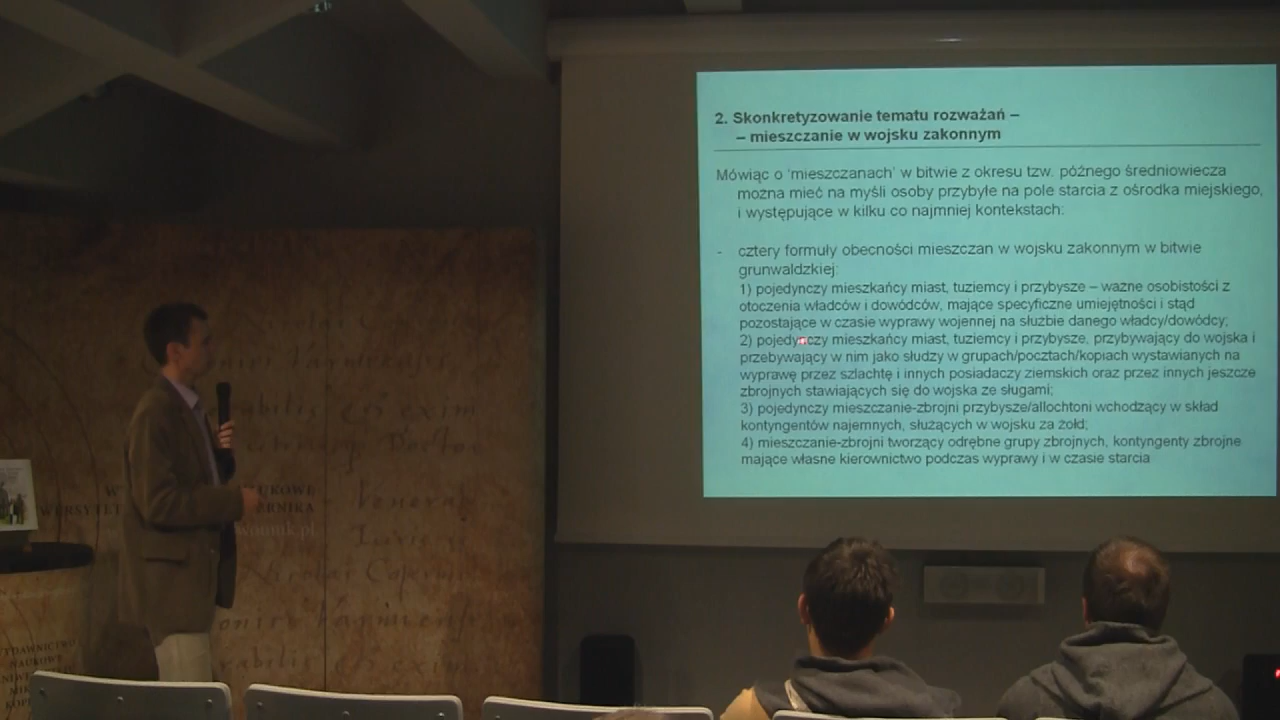 2. Skonkretyzowanie tematu rozważań –
– mieszczanie w wojsku zakonnym
Mówiąc o 'mieszczanach' w bitwie z okresu tzw. późnego średniowiecza
można mieć na myśli osoby przybyłe na pole starcia z ośrodka miejskiego,
i występujące w kilku co najmniej kontekstach:
- cztery formuły obecności mieszczan w wojsku zakonnym w bitwie
grunwaldzkiej:
1) pojedynczy mieszkańcy miast, tuziemcy i przybysze – ważne osobistości z
otoczenia władców i dowódców, mające specyficzne umiejętności i stąd
pozostające w czasie wyprawy wojennej na służbie danego władcy/dowódcy;
2) pojedynczy mieszkańcy miast, tuziemcy i przybysze, przybywający do wojska i
przebywający w nim jako słudzy w grupach/pocztach/kopiach wystawianych na
wyprawę przez szlachtę i innych posiadaczy ziemskich oraz przez innych jeszcze
zbrojnych stawiających się do wojska ze sługami;
3) pojedynczy mieszczanie-zbrojni przybysze/allochtoni wchodzący w skład
kontyngentów najemnych, służących w wojsku za żołd;
4) mieszczanie-zbrojni tworzący odrębne grupy zbrojnych, kontyngenty zbrojne
mające własne kierownictwo podczas wyprawy i w czasie starcia